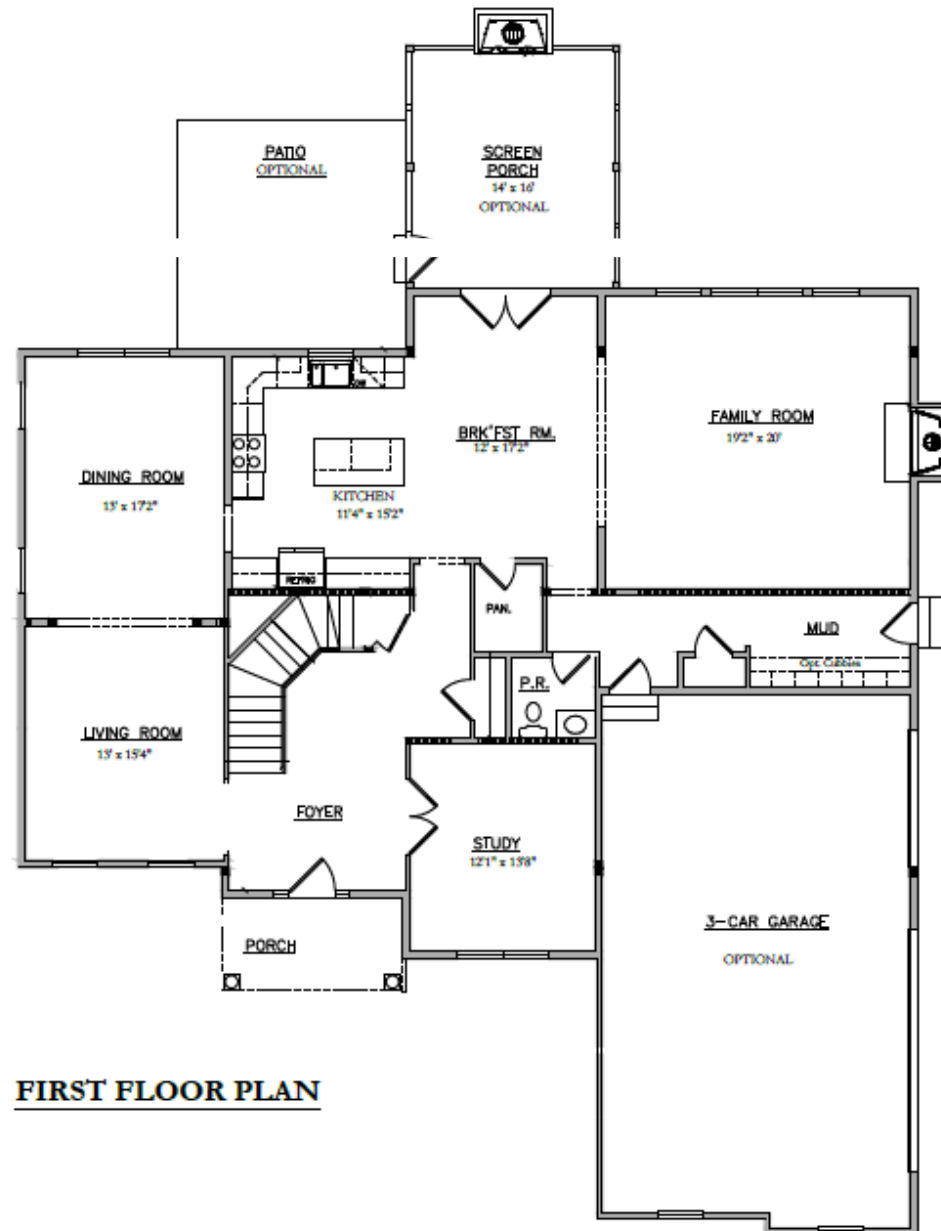 PATIO
OPTIONAL
SCREEN
PORCH
14' x 16'
OPTIONAL
FAMILY ROOM
19'2" x 20'
BRK'FST RM.
12' x 17'2"
DINING ROOM
13' x 17'2"
KITCHEN
11'4" x 15'2"
REFRIG
PAN.
MUD
Opt. Cubbies
P.R.
LIVING ROOM
13' x 15'4"
FOYER
STUDY
12'1" x 13'8"
3-CAR GARAGE
OPTIONAL
PORCH
FIRST FLOOR PLAN